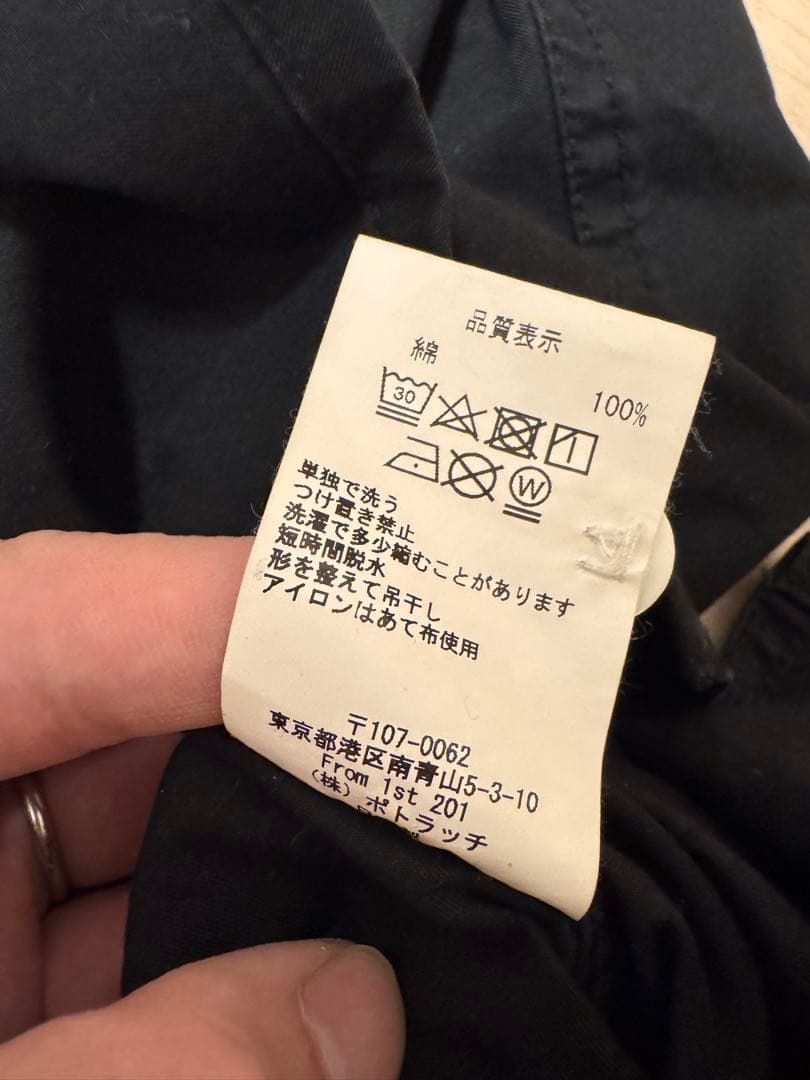 品質表示
綿 100%
30
W
単独で洗う
つけ置き禁止
洗濯で多少縮むことがあります
短時間脱水
形を整えて吊干し
アイロンはあて布使用
〒107-0062
東京都港区南青山5-3-10
From 1st 201
(株) ポトラッチ